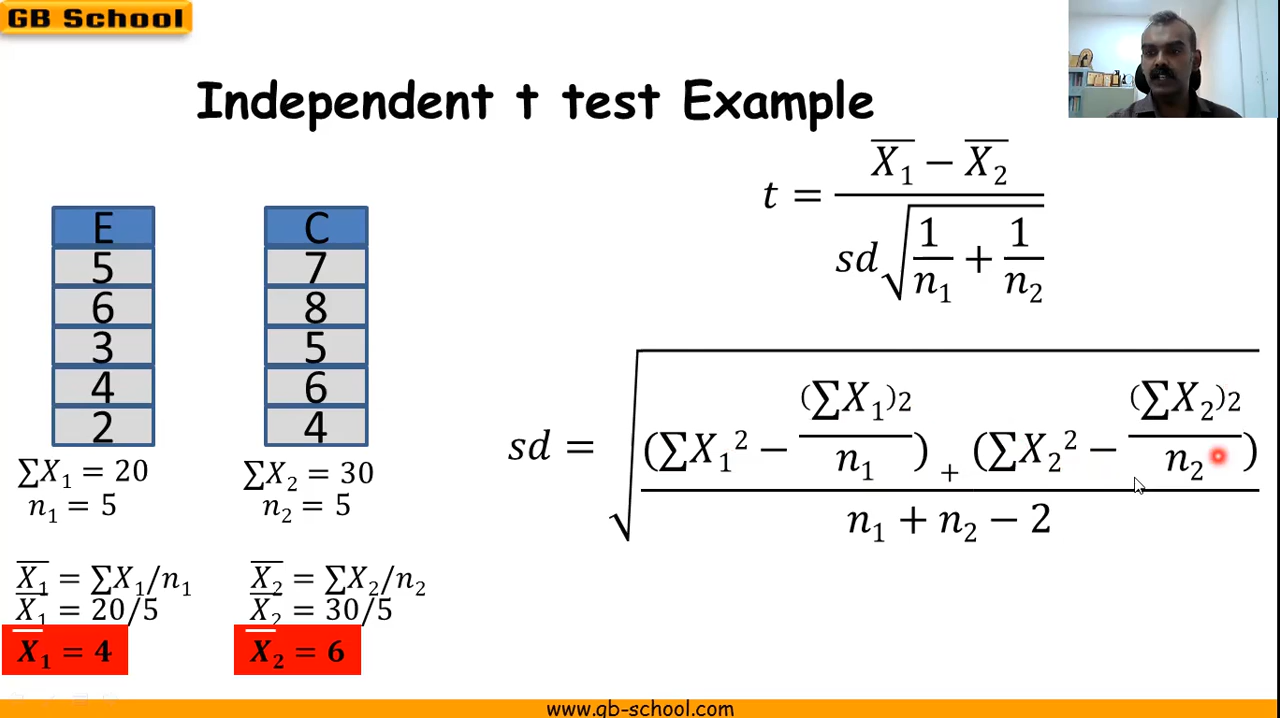 GB School
Independent t test Example
t = (X̅₁ − X̅₂) / (sd √(1/n₁ + 1/n₂))
E
5
6
3
4
2
∑X₁ = 20
n₁ = 5
C
7
8
5
6
4
∑X₂ = 30
n₂ = 5
sd = √(((∑X₁² − (∑X₁)2/n₁) + (∑X₂² − (∑X₂)2/n₂)) / (n₁ + n₂ − 2))
X̅₁ = ∑X₁/n₁
X̅₁ = 20/5
X̅₁ = 4
X̅₂ = ∑X₂/n₂
X̅₂ = 30/5
X̅₂ = 6
www.gb-school.com